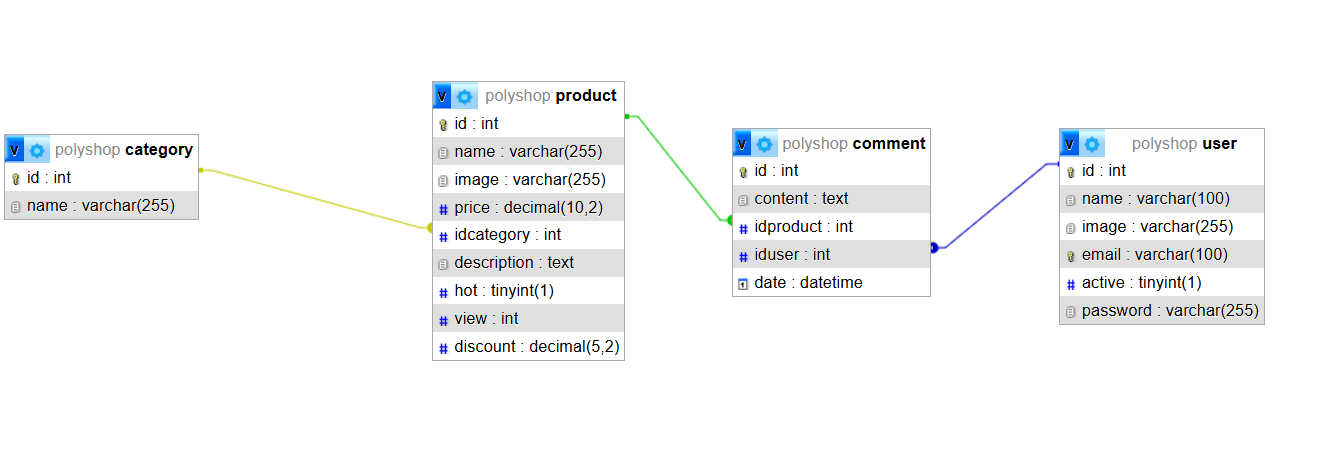 v polyshop category
id : int
name : varchar(255)
v polyshop product
id : int
name : varchar(255)
image : varchar(255)
price : decimal(10,2)
idcategory : int
description : text
hot : tinyint(1)
view : int
discount : decimal(5,2)
v polyshop comment
id : int
content : text
idproduct : int
iduser : int
date : datetime
v polyshop user
id : int
name : varchar(100)
image : varchar(255)
email : varchar(100)
active : tinyint(1)
password : varchar(255)